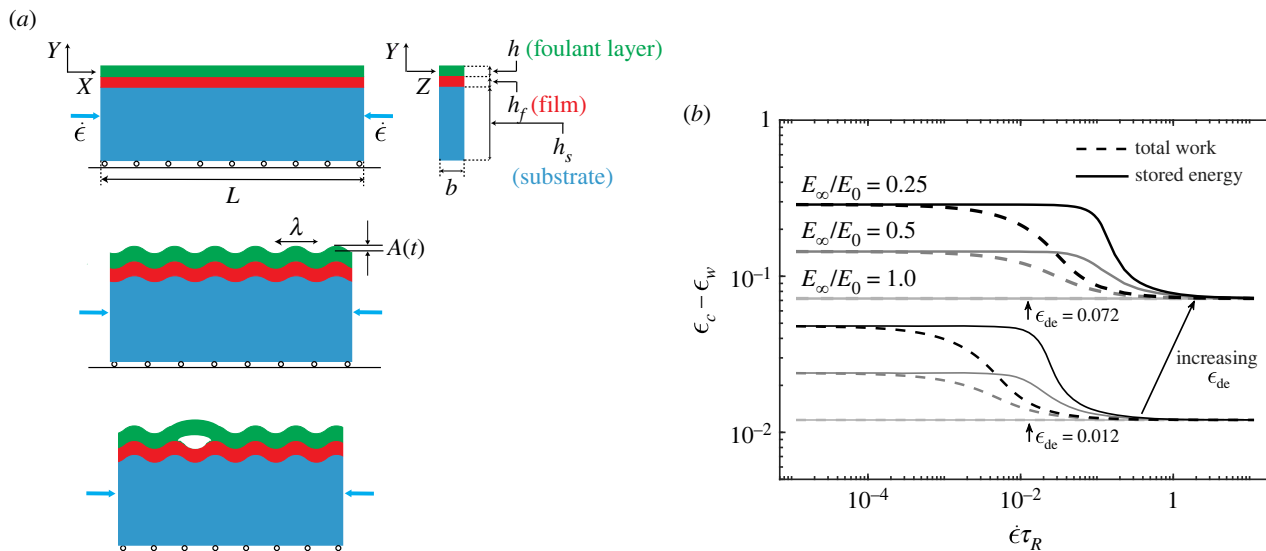 (a)
Y
X
ϵ̇
ϵ̇
L
Y
Z
h (foulant layer)
h_f (film)
h_s
(substrate)
b
λ
A(t)
(b)
1
10⁻¹
10⁻²
ϵ_c – ϵ_w
total work
stored energy
E_∞/E_0 = 0.25
E_∞/E_0 = 0.5
E_∞/E_0 = 1.0
ϵ_de = 0.072
increasing
ϵ_de
ϵ_de = 0.012
10⁻⁴
10⁻²
1
ϵ̇τ_R